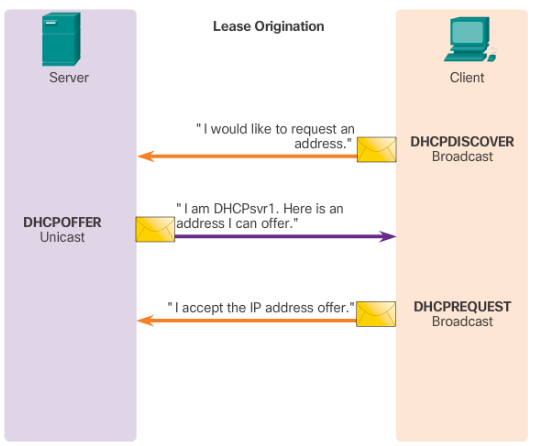 Lease Origination
Server
Client
"I would like to request an
address."
DHCPDISCOVER
Broadcast
DHCPOFFER
Unicast
"I am DHCPsvr1. Here is an
address I can offer."
"I accept the IP address offer."
DHCPREQUEST
Broadcast